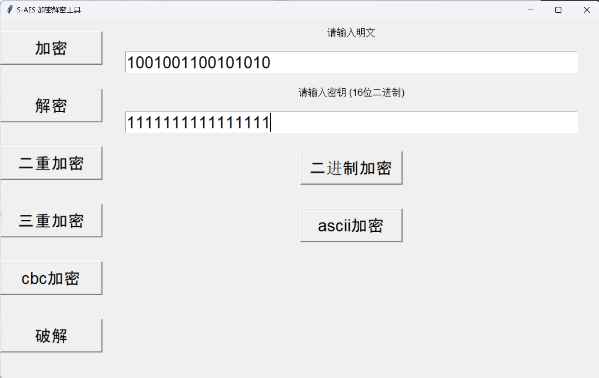 S-AES 加密解密工具
加密
解密
二重加密
三重加密
cbc加密
破解
请输入明文
1001001100101010
请输入密钥 (16位二进制)
1111111111111111
二进制加密
ascii加密